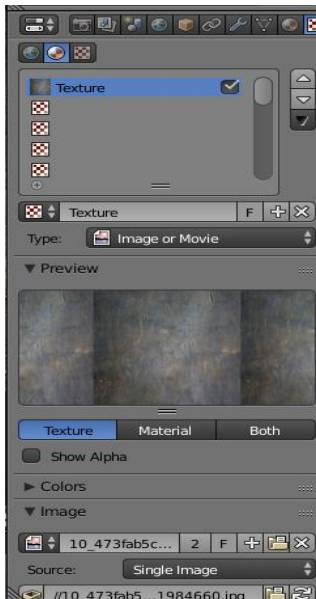 Texture
Texture F
Type: Image or Movie
Preview
Texture Material Both
Show Alpha
Colors
Image
10_473fab5c... 2 F
Source: Single Image
//10_473fab5...1984660.jpg